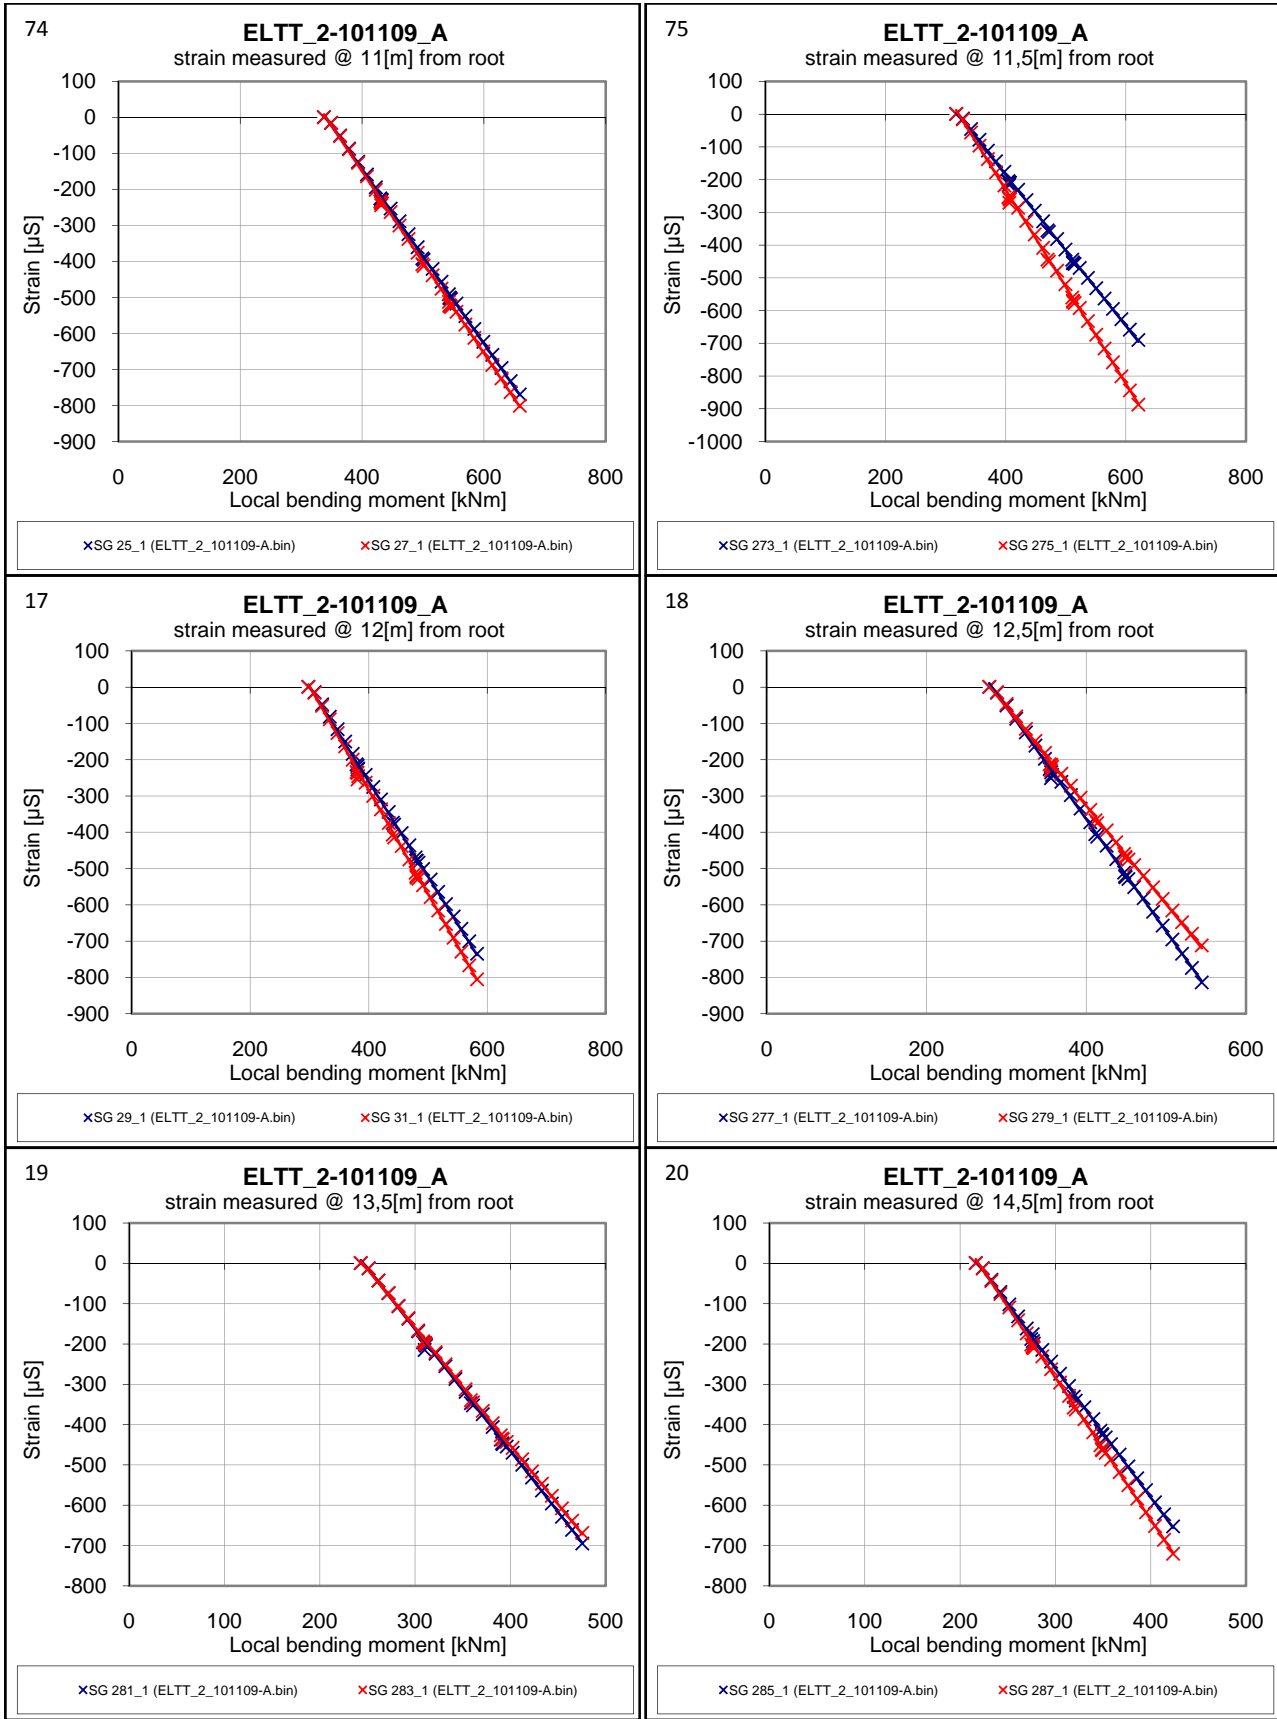 74
ELTT_2-101109_A
strain measured @ 11[m] from root
100
0
-100
-200
-300
-400
-500
-600
-700
-800
-900
Strain [µS]
0 200 400 600 800
Local bending moment [kNm]
SG 25_1 (ELTT_2_101109-A.bin) SG 27_1 (ELTT_2_101109-A.bin)
75
ELTT_2-101109_A
strain measured @ 11,5[m] from root
100
0
-100
-200
-300
-400
-500
-600
-700
-800
-900
-1000
Strain [µS]
0 200 400 600 800
Local bending moment [kNm]
SG 273_1 (ELTT_2_101109-A.bin) SG 275_1 (ELTT_2_101109-A.bin)
17
ELTT_2-101109_A
strain measured @ 12[m] from root
100
0
-100
-200
-300
-400
-500
-600
-700
-800
-900
Strain [µS]
0 200 400 600 800
Local bending moment [kNm]
SG 29_1 (ELTT_2_101109-A.bin) SG 31_1 (ELTT_2_101109-A.bin)
18
ELTT_2-101109_A
strain measured @ 12,5[m] from root
100
0
-100
-200
-300
-400
-500
-600
-700
-800
-900
Strain [µS]
0 200 400 600
Local bending moment [kNm]
SG 277_1 (ELTT_2_101109-A.bin) SG 279_1 (ELTT_2_101109-A.bin)
19
ELTT_2-101109_A
strain measured @ 13,5[m] from root
100
0
-100
-200
-300
-400
-500
-600
-700
-800
Strain [µS]
0 100 200 300 400 500
Local bending moment [kNm]
SG 281_1 (ELTT_2_101109-A.bin) SG 283_1 (ELTT_2_101109-A.bin)
20
ELTT_2-101109_A
strain measured @ 14,5[m] from root
100
0
-100
-200
-300
-400
-500
-600
-700
-800
Strain [µS]
0 100 200 300 400 500
Local bending moment [kNm]
SG 285_1 (ELTT_2_101109-A.bin) SG 287_1 (ELTT_2_101109-A.bin)